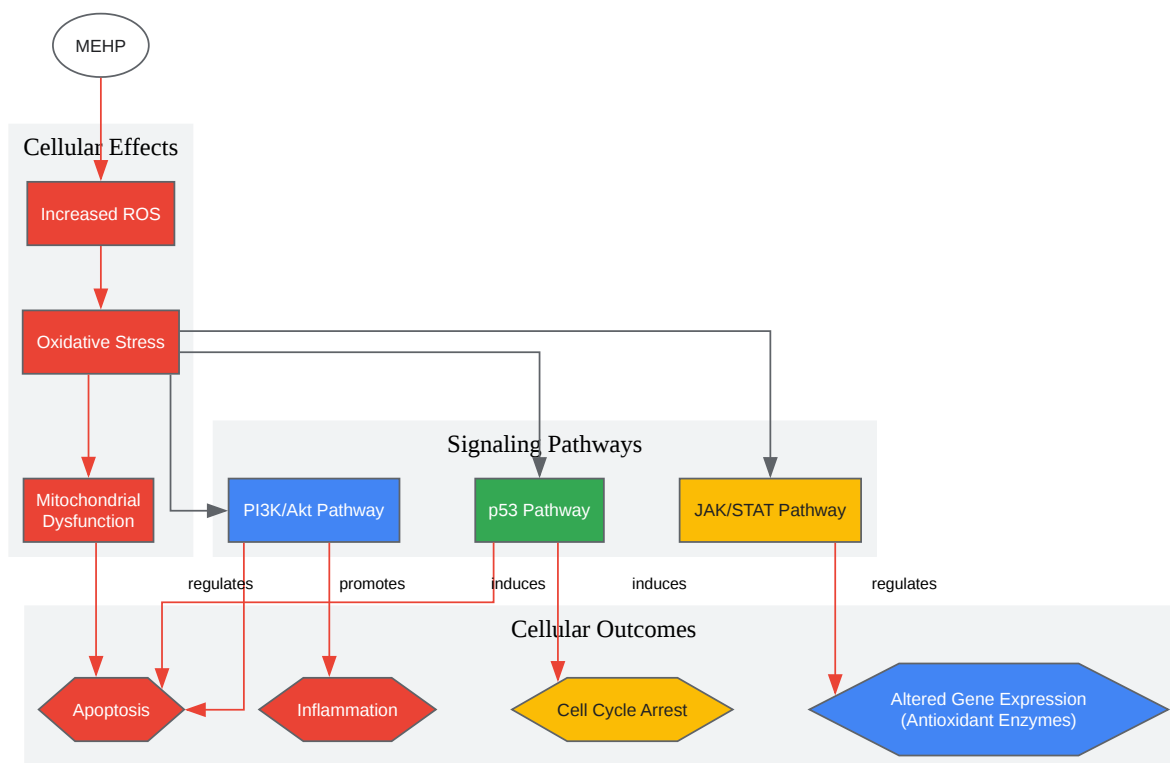 MEHP
Cellular Effects
Increased ROS
Oxidative Stress
Signaling Pathways
Mitochondrial
Dysfunction
PI3K/Akt Pathway
p53 Pathway
JAK/STAT Pathway
regulates
promotes
induces
induces
regulates
Cellular Outcomes
Apoptosis
Inflammation
Cell Cycle Arrest
Altered Gene Expression
(Antioxidant Enzymes)